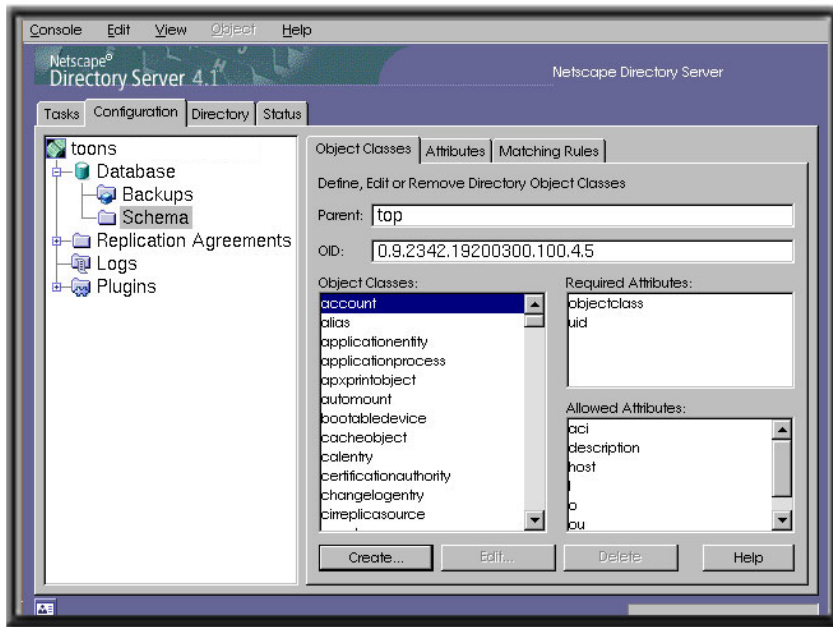 Console Edit View Object Help
Netscape®
Directory Server 4.1
Netscape Directory Server
Tasks Configuration Directory Status
toons
Database
Backups
Schema
Replication Agreements
Logs
Plugins
Object Classes Attributes Matching Rules
Define, Edit or Remove Directory Object Classes
Parent: top
OID: 0.9.2342.19200300.100.4.5
Object Classes:
account
alias
applicationentity
applicationprocess
apxprintobject
automount
bootabledevice
cacheobject
calentry
certificationauthority
changelogentry
cirreplicasource
Required Attributes:
objectclass
uid
Allowed Attributes:
aci
description
host
l
o
ou
Create... Edit... Delete Help